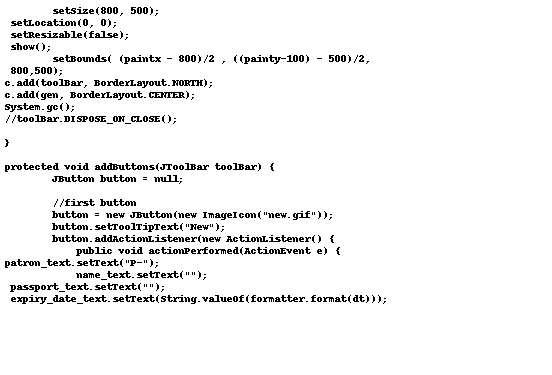 setSize(800, 500);
setLocation(0, 0);
setResizable(false);
show();
setBounds( (paintx - 800)/2 , ((painty-100) - 500)/2,
800,500);
c.add(toolBar, BorderLayout.NORTH);
c.add(gen, BorderLayout.CENTER);
System.gc();
//toolBar.DISPOSE_ON_CLOSE();
}
protected void addButtons(JToolBar toolBar) {
JButton button = null;
//first button
button = new JButton(new ImageIcon("new.gif"));
button.setToolTipText("New");
button.addActionListener(new ActionListener() {
public void actionPerformed(ActionEvent e) {
patron_text.setText("P-");
name_text.setText("");
passport_text.setText("");
expiry_date_text.setText(String.valueOf(formatter.format(dt)));